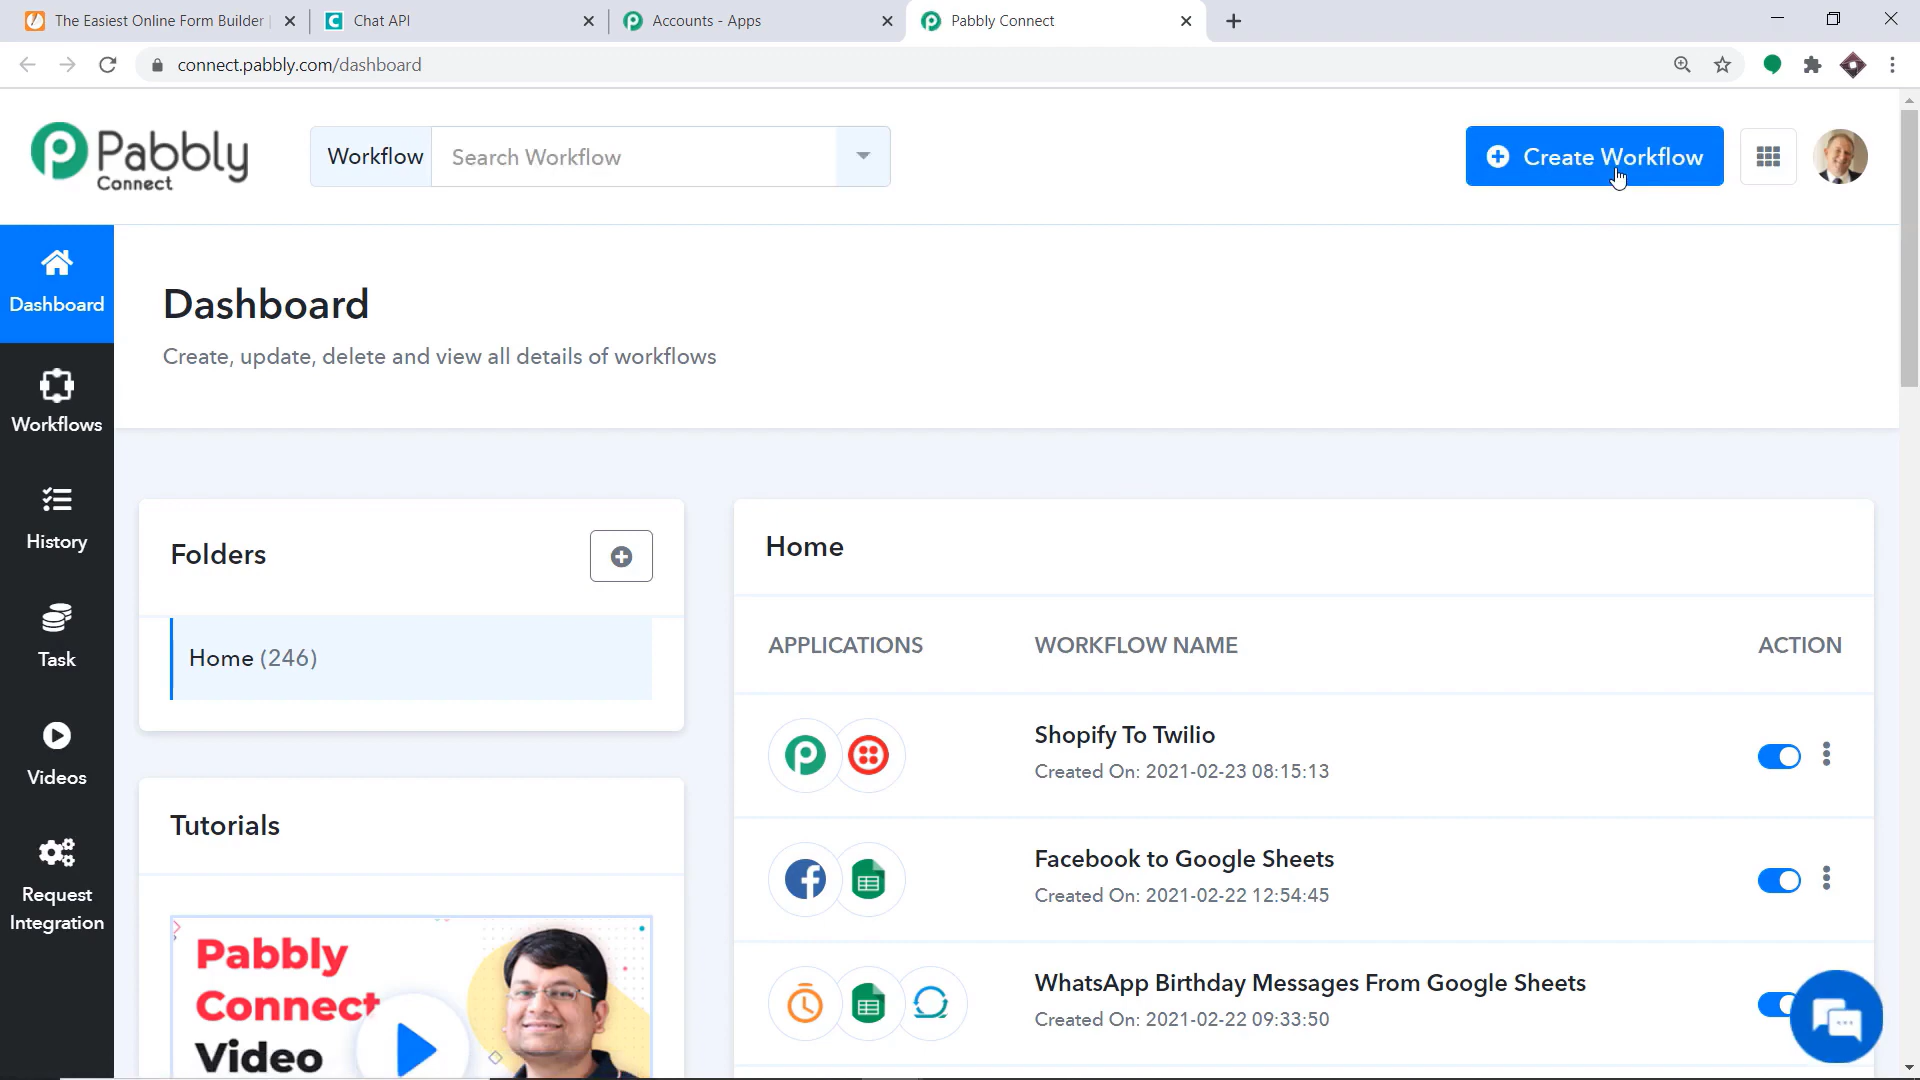 The Easiest Online Form Builder
Chat API
Accounts - Apps
Pabbly Connect
connect.pabbly.com/dashboard
Pabbly
Connect
Workflow
Search Workflow
Create Workflow
Dashboard
Workflows
History
Task
Videos
Request
Integration
Dashboard
Create, update, delete and view all details of workflows
Folders
Home (246)
Tutorials
Pabbly
Connect
Video
Home
APPLICATIONS
WORKFLOW NAME
ACTION
Shopify To Twilio
Created On: 2021-02-23 08:15:13
Facebook to Google Sheets
Created On: 2021-02-22 12:54:45
WhatsApp Birthday Messages From Google Sheets
Created On: 2021-02-22 09:33:50